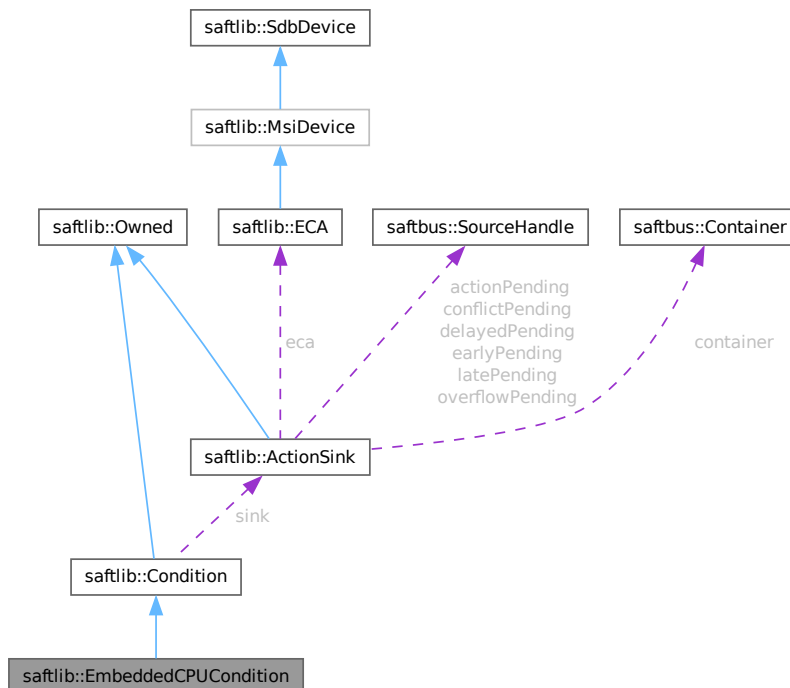 saftlib::SdbDevice
saftlib::MsiDevice
saftlib::Owned
saftlib::ECA
saftbus::SourceHandle
saftbus::Container
actionPending
conflictPending
delayedPending
earlyPending
latePending
overflowPending
eca
container
saftlib::ActionSink
sink
saftlib::Condition
saftlib::EmbeddedCPUCondition